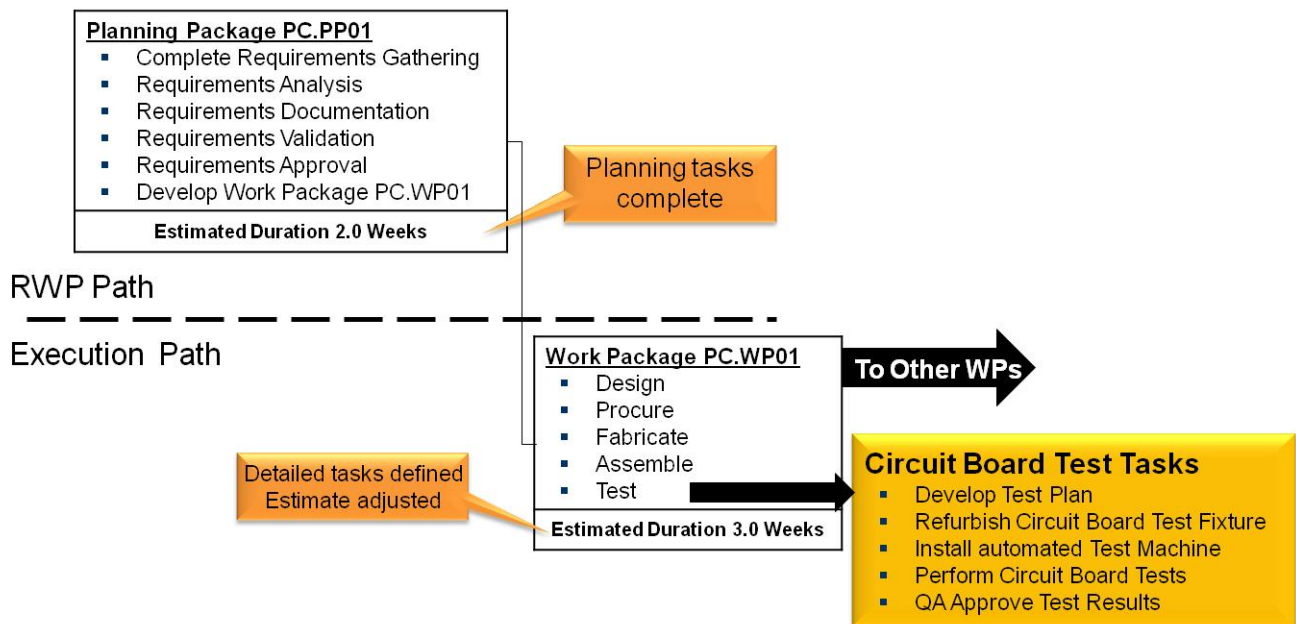 Planning Package PC.PP01
▪ Complete Requirements Gathering
▪ Requirements Analysis
▪ Requirements Documentation
▪ Requirements Validation
▪ Requirements Approval
▪ Develop Work Package PC.WP01
Estimated Duration 2.0 Weeks
Planning tasks
complete
RWP Path
Execution Path
Work Package PC.WP01
▪ Design
▪ Procure
▪ Fabricate
▪ Assemble
▪ Test
Estimated Duration 3.0 Weeks
To Other WPs
Detailed tasks defined
Estimate adjusted
Circuit Board Test Tasks
▪ Develop Test Plan
▪ Refurbish Circuit Board Test Fixture
▪ Install automated Test Machine
▪ Perform Circuit Board Tests
▪ QA Approve Test Results